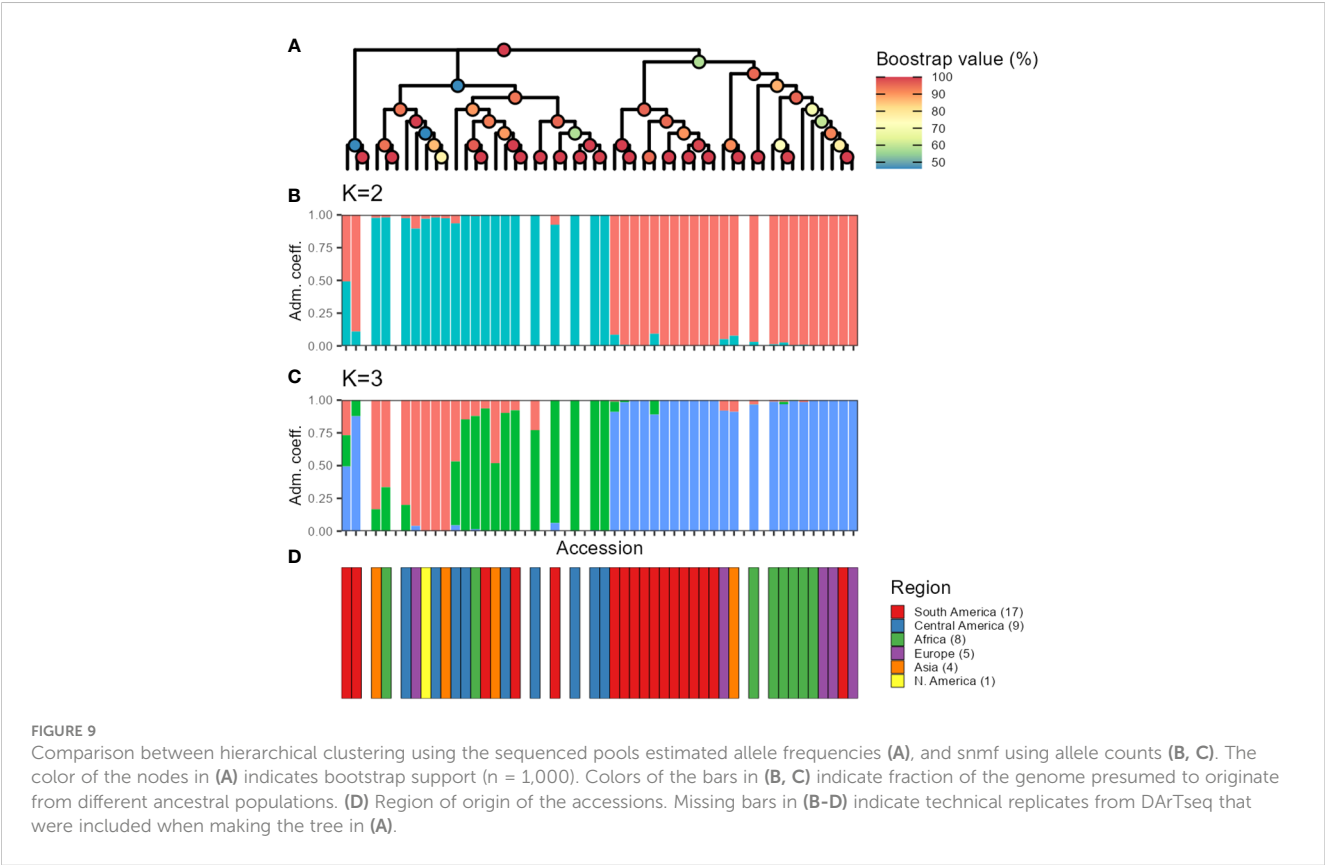 A
Boostrap value (%)
100
90
80
70
60
50
B
K=2
Adm. coeff.
1.00
0.75
0.50
0.25
0.00
C
K=3
Adm. coeff.
1.00
0.75
0.50
0.25
0.00
Accession
D
Region
South America (17)
Central America (9)
Africa (8)
Europe (5)
Asia (4)
N. America (1)
FIGURE 9
Comparison between hierarchical clustering using the sequenced pools estimated allele frequencies (A), and snmf using allele counts (B, C). The
color of the nodes in (A) indicates bootstrap support (n = 1,000). Colors of the bars in (B, C) indicate fraction of the genome presumed to originate
from different ancestral populations. (D) Region of origin of the accessions. Missing bars in (B-D) indicate technical replicates from DArTseq that
were included when making the tree in (A).